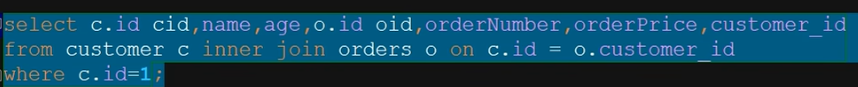 select c.id cid,name,age,o.id oid,orderNumber,orderPrice,customer_id
from customer c inner join orders o on c.id = o.customer_id
where c.id=1;